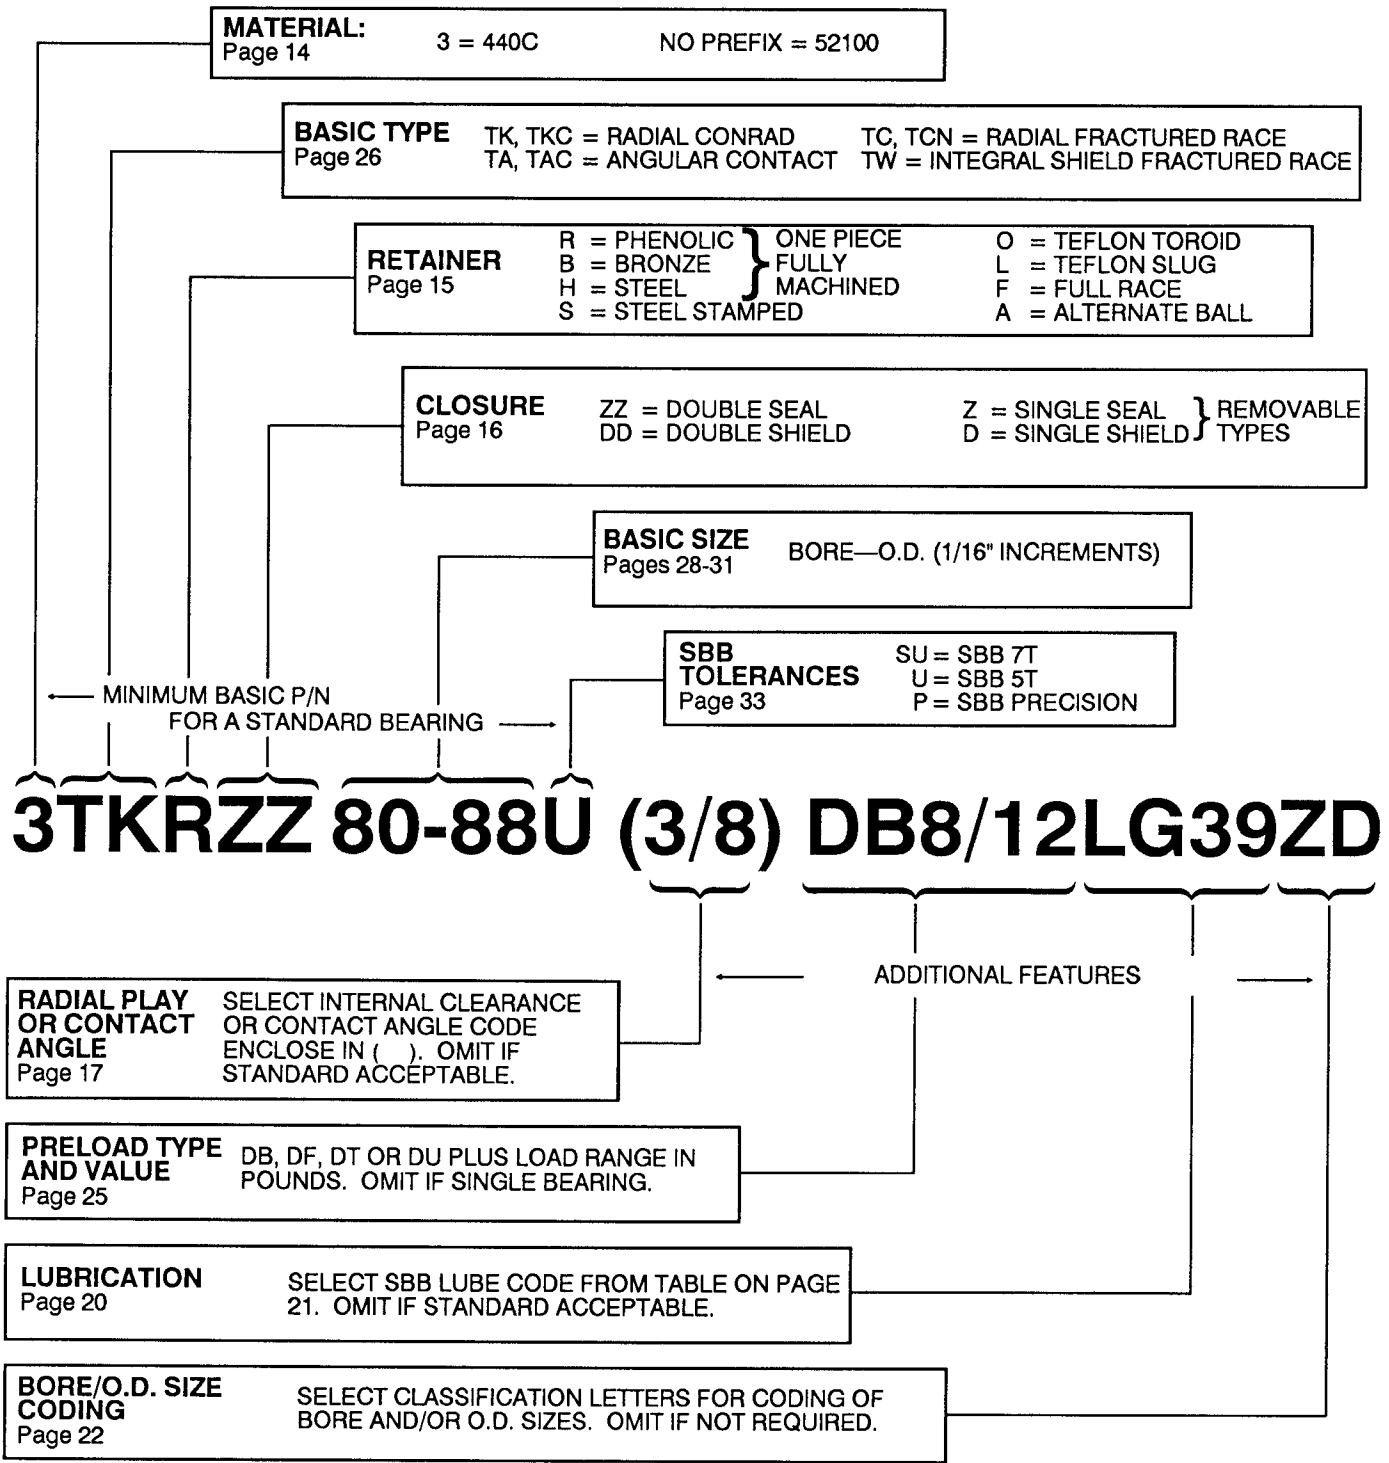 MATERIAL:
Page 14
3 = 440C NO PREFIX = 52100
BASIC TYPE
Page 26
TK, TKC = RADIAL CONRAD TC, TCN = RADIAL FRACTURED RACE
TA, TAC = ANGULAR CONTACT TW = INTEGRAL SHIELD FRACTURED RACE
RETAINER
Page 15
R = PHENOLIC
B = BRONZE
H = STEEL
} ONE PIECE
FULLY
MACHINED
S = STEEL STAMPED
O = TEFLON TOROID
L = TEFLON SLUG
F = FULL RACE
A = ALTERNATE BALL
CLOSURE
Page 16
ZZ = DOUBLE SEAL
DD = DOUBLE SHIELD
Z = SINGLE SEAL
D = SINGLE SHIELD
} REMOVABLE
TYPES
BASIC SIZE
Pages 28-31
BORE—O.D. (1/16" INCREMENTS)
SBB
TOLERANCES
Page 33
SU = SBB 7T
U = SBB 5T
P = SBB PRECISION
MINIMUM BASIC P/N
FOR A STANDARD BEARING
3TKRZZ 80-88U (3/8) DB8/12LG39ZD
ADDITIONAL FEATURES
RADIAL PLAY
OR CONTACT
ANGLE
Page 17
SELECT INTERNAL CLEARANCE
OR CONTACT ANGLE CODE
ENCLOSE IN ( ). OMIT IF
STANDARD ACCEPTABLE.
PRELOAD TYPE
AND VALUE
Page 25
DB, DF, DT OR DU PLUS LOAD RANGE IN
POUNDS. OMIT IF SINGLE BEARING.
LUBRICATION
Page 20
SELECT SBB LUBE CODE FROM TABLE ON PAGE
21. OMIT IF STANDARD ACCEPTABLE.
BORE/O.D. SIZE
CODING
Page 22
SELECT CLASSIFICATION LETTERS FOR CODING OF
BORE AND/OR O.D. SIZES. OMIT IF NOT REQUIRED.